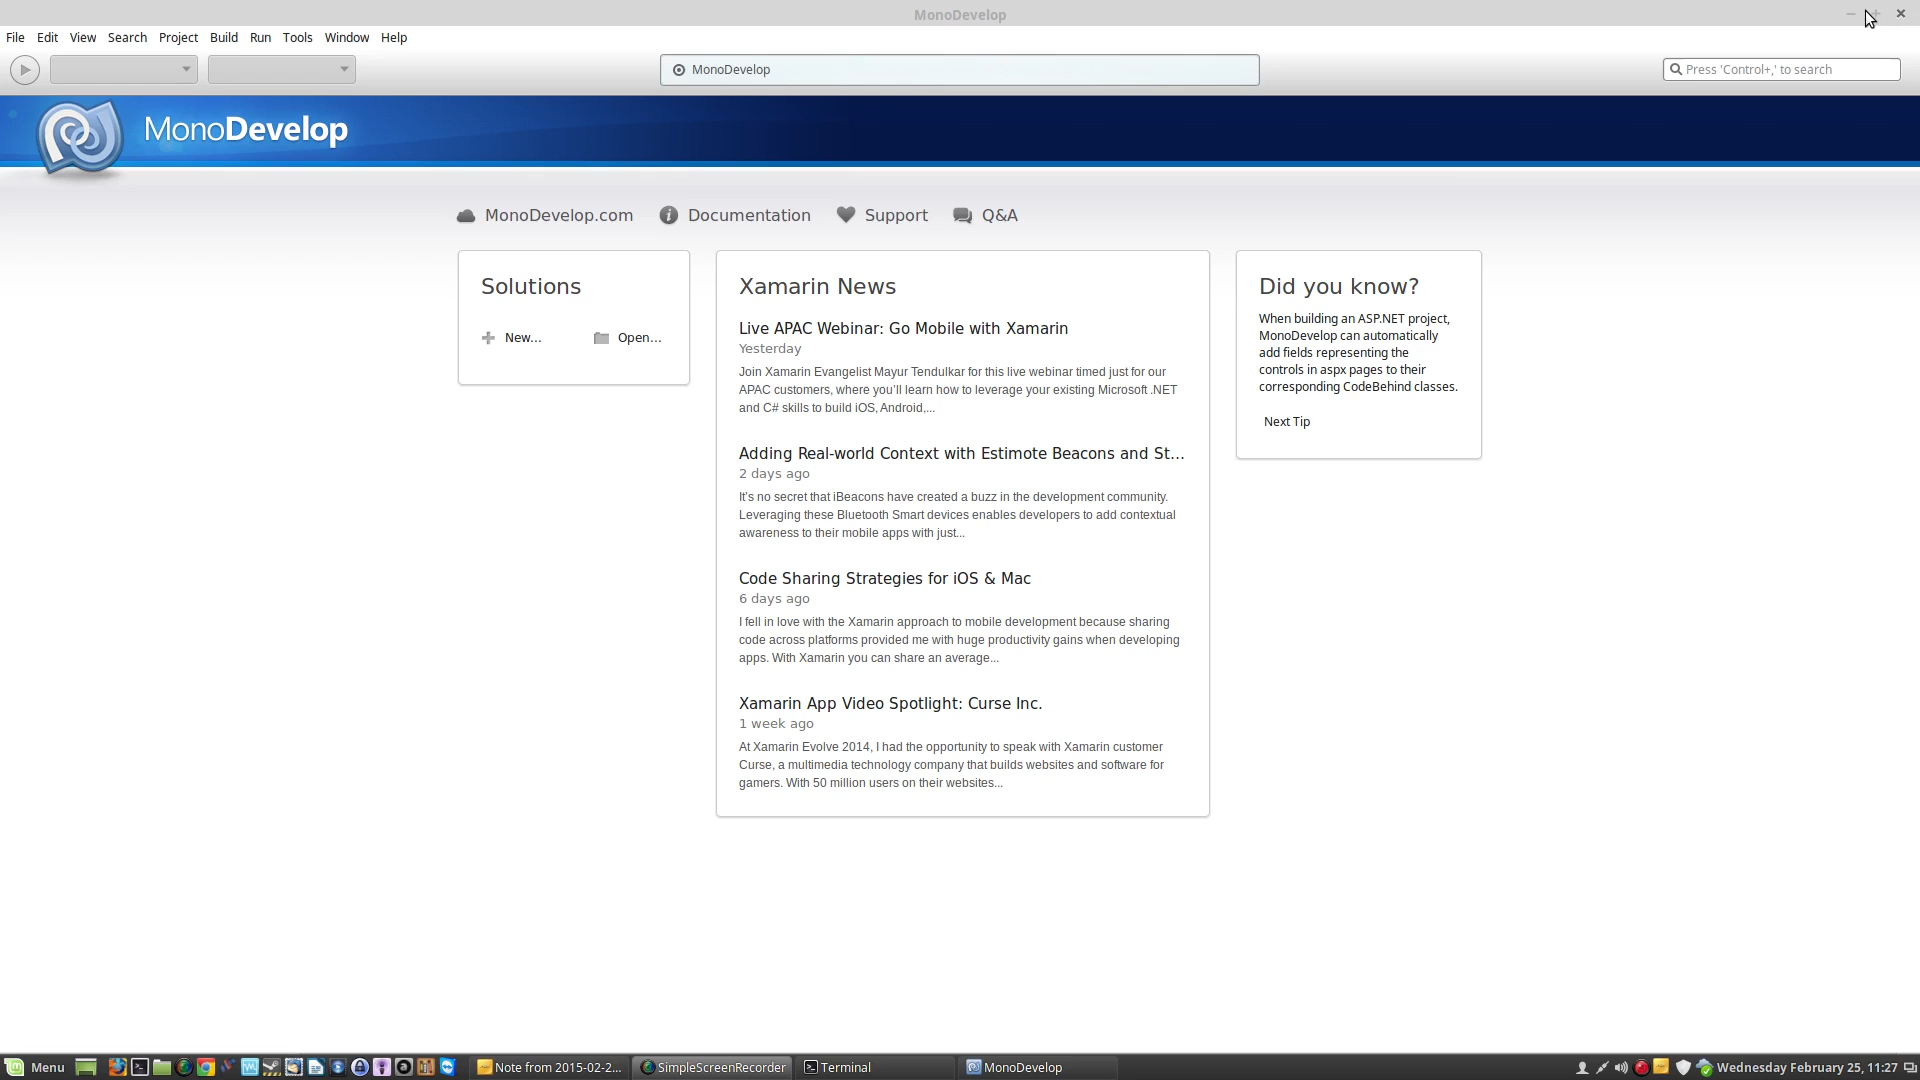 MonoDevelop
File Edit View Search Project Build Run Tools Window Help
MonoDevelop
Press 'Control+,' to search
MonoDevelop
MonoDevelop.com Documentation Support Q&A
Solutions
New... Open...
Xamarin News
Live APAC Webinar: Go Mobile with Xamarin
Yesterday
Join Xamarin Evangelist Mayur Tendulkar for this live webinar timed just for our
APAC customers, where you'll learn how to leverage your existing Microsoft .NET
and C# skills to build iOS, Android,...
Adding Real-world Context with Estimote Beacons and St...
2 days ago
It's no secret that iBeacons have created a buzz in the development community.
Leveraging these Bluetooth Smart devices enables developers to add contextual
awareness to their mobile apps with just...
Code Sharing Strategies for iOS & Mac
6 days ago
I fell in love with the Xamarin approach to mobile development because sharing
code across platforms provided me with huge productivity gains when developing
apps. With Xamarin you can share an average...
Xamarin App Video Spotlight: Curse Inc.
1 week ago
At Xamarin Evolve 2014, I had the opportunity to speak with Xamarin customer
Curse, a multimedia technology company that builds websites and software for
gamers. With 50 million users on their websites...
Did you know?
When building an ASP.NET project,
MonoDevelop can automatically
add fields representing the
controls in aspx pages to their
corresponding CodeBehind classes.
Next Tip
Menu Note from 2015-02-2... SimpleScreenRecorder Terminal MonoDevelop Wednesday February 25, 11:27